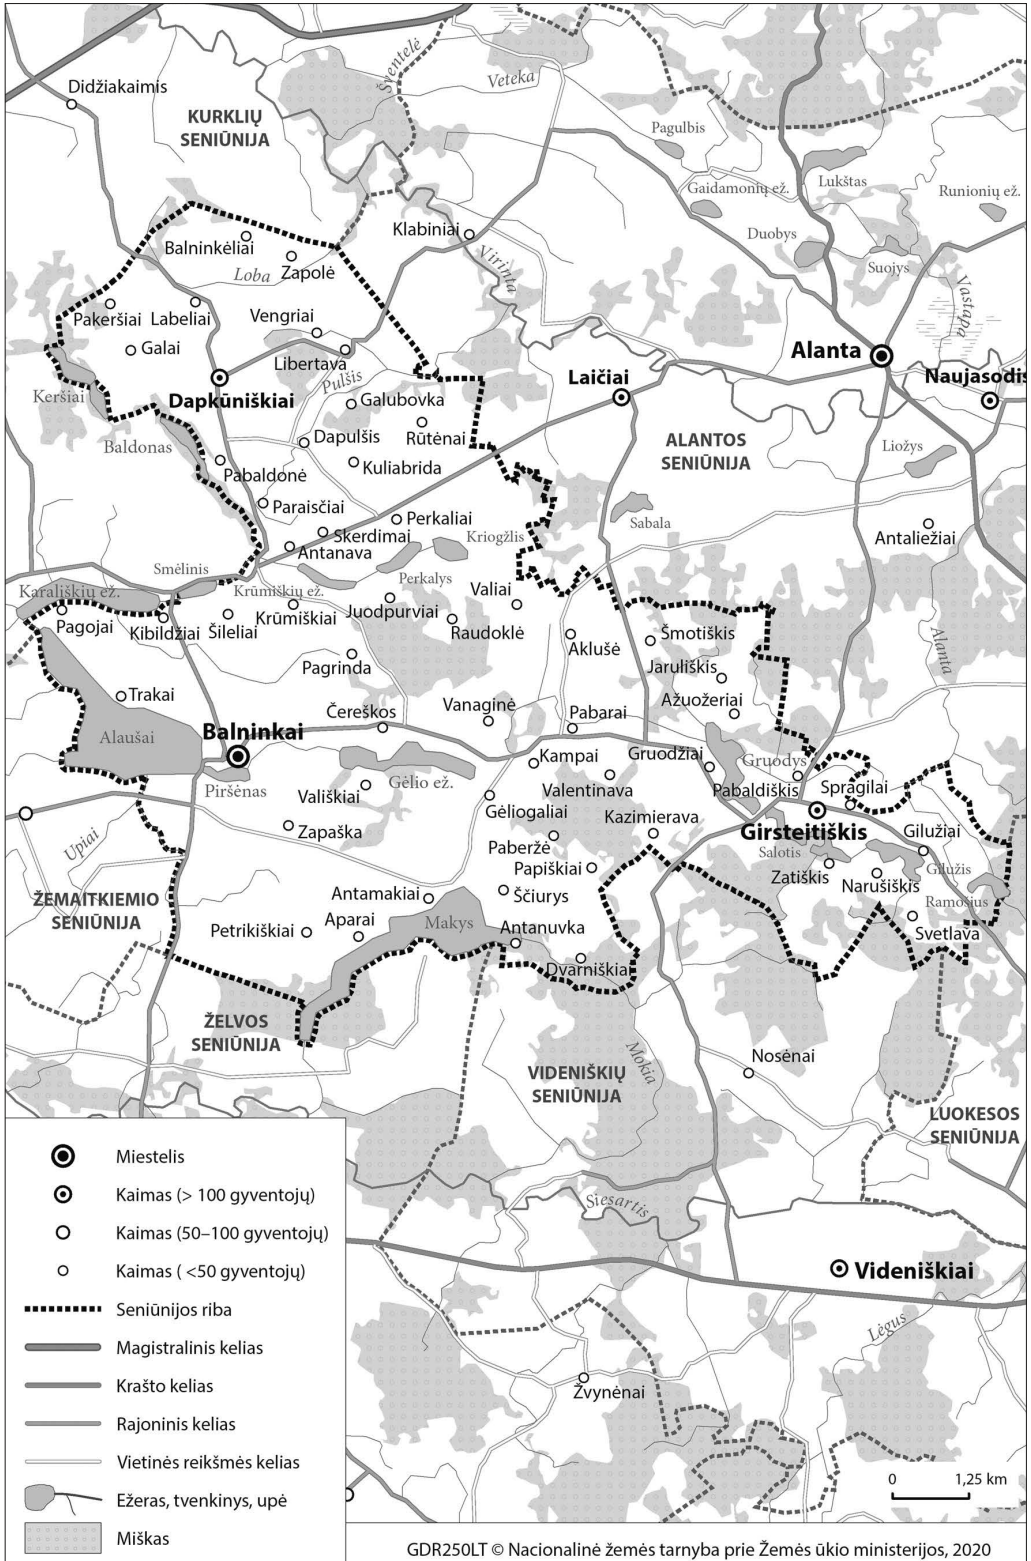 Didžiakaimis
KURKLIŲ
SENIŪNIJA
Šventelė
Veteka
Pagulbis
Lukštas
Gaidamonių ež.
Runionių ež.
Duobys
Suojys
Vastapa
Klabiniai
Virinta
Balninkėliai
Loba
Zapolė
Pakeršiai
Labeliai
Vengriai
Galai
Libertava
Pulšis
Keršiai
Dapkūniškiai
Galubovka
Laičiai
Alanta
Naujasodis
Baldonas
Dapulšis
Rūtėnai
ALANTOS
SENIŪNIJA
Liožys
Pabaldonė
Kuliabrida
Paraisčiai
Perkaliai
Sabala
Skerdimai
Kriogžlis
Antaliežiai
Antanava
Smėlinis
Karališkių ež.
Krūmiškių ež.
Perkalys
Valiai
Pagojai
Kibildžiai
Šileliai
Krūmiškiai
Juodpurviai
Raudoklė
Aklušė
Šmotiškis
Alanta
Pagrinda
Jaruliškis
Trakai
Čereškos
Vanaginė
Ažuožeriai
Pabarai
Alaušai
Balninkai
Kampai
Gruodžiai
Gruodys
Piršėnas
Gėlio ež.
Vališkiai
Valentinava
Pabaldiškis
Spragilai
Gėliogaliai
Kazimierava
Zapaška
Girsteitiškis
Gilužiai
Upiai
Paberžė
Salotis
Papiškiai
Zatiškis
Gilužis
Narušiškis
ŽEMAITKIEMIO
SENIŪNIJA
Antamakiai
Ščiurys
Ramošius
Aparai
Makys
Petrikiškiai
Antanuvka
Svetlava
Dvarniškiai
ŽELVOS
SENIŪNIJA
Mokia
Nosėnai
VIDENIŠKIŲ
SENIŪNIJA
LUOKESOS
SENIŪNIJA
Siesartis
Videniškiai
Lėgus
Žvynėnai
Miestelis
Kaimas (> 100 gyventojų)
Kaimas (50–100 gyventojų)
Kaimas ( <50 gyventojų)
Seniūnijos riba
Magistralinis kelias
Krašto kelias
Rajoninis kelias
Vietinės reikšmės kelias
Ežeras, tvenkinys, upė
Miškas
0 1,25 km
GDR250LT © Nacionalinė žemės tarnyba prie Žemės ūkio ministerijos, 2020